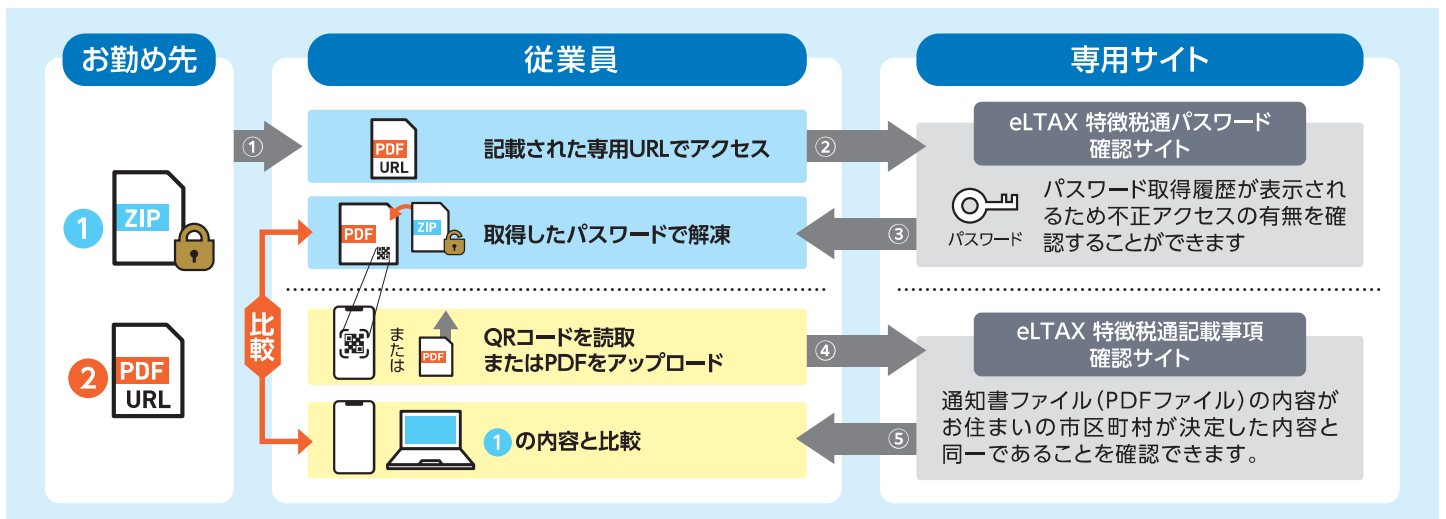 お勤め先
1
ZIP
2
PDF
URL
従業員
①
PDF
URL
記載された専用URLでアクセス
②
PDF
ZIP
取得したパスワードで解凍
③
比較
または
PDF
QRコードを読取
またはPDFをアップロード
④
1の内容と比較
⑤
専用サイト
eLTAX 特徴税通パスワード
確認サイト
パスワード
パスワード取得履歴が表示され
るため不正アクセスの有無を確
認することができます
eLTAX 特徴税通記載事項
確認サイト
通知書ファイル(PDFファイル)の内容が
お住まいの市区町村が決定した内容と
同一であることを確認できます。